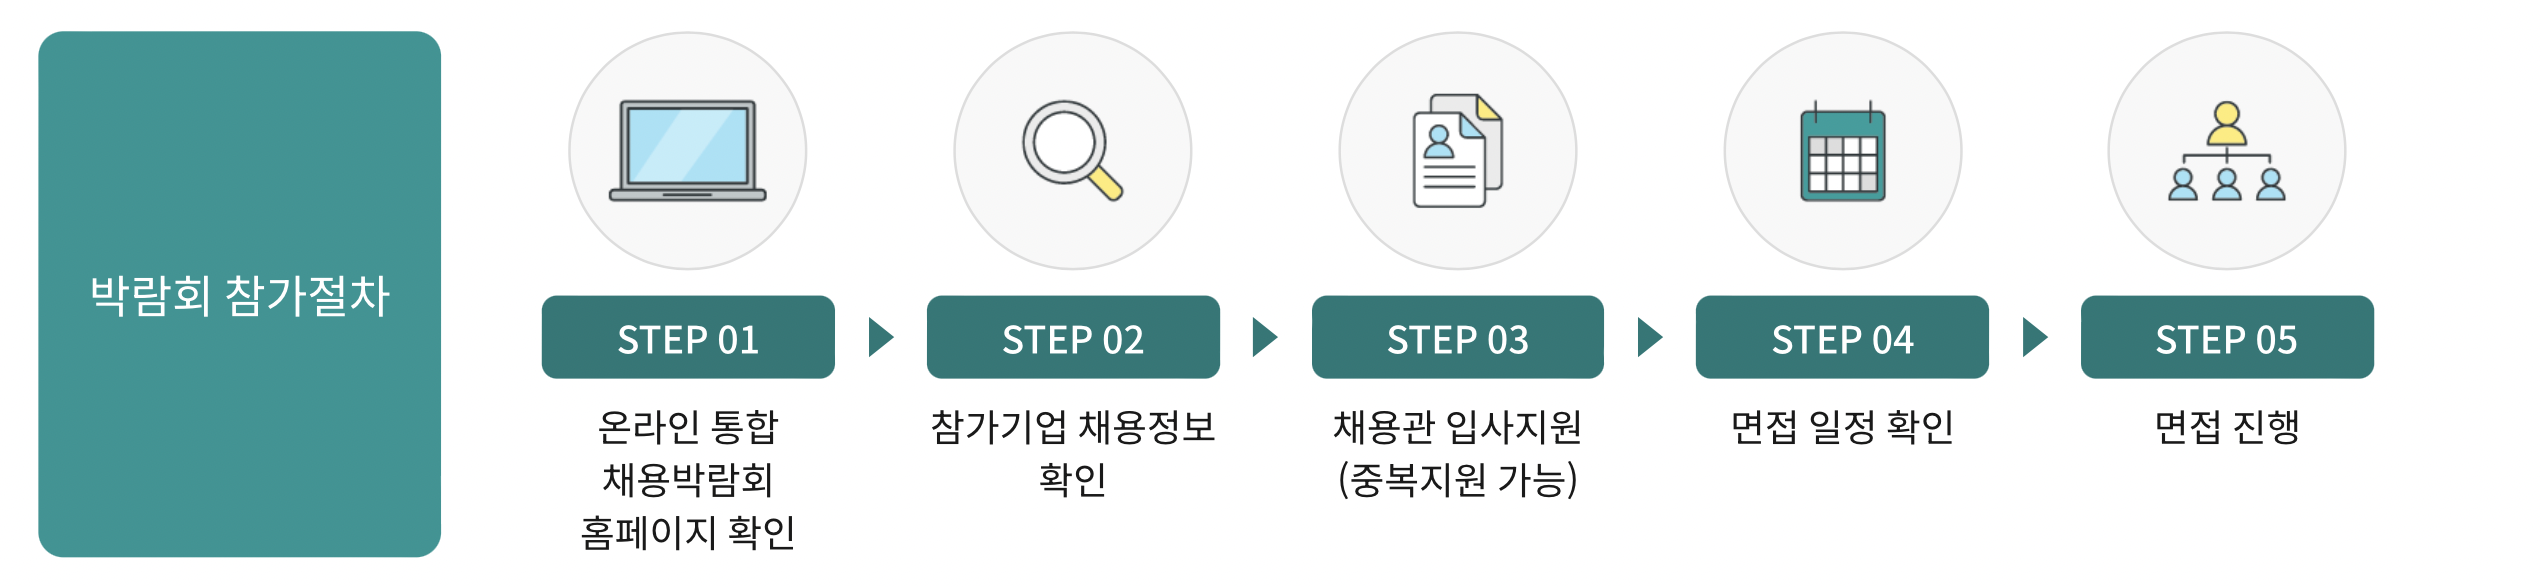 박람회 참가절차
STEP 01
온라인 통합
채용박람회
홈페이지 확인
STEP 02
참가기업 채용정보
확인
STEP 03
채용관 입사지원
(중복지원 가능)
STEP 04
면접 일정 확인
STEP 05
면접 진행